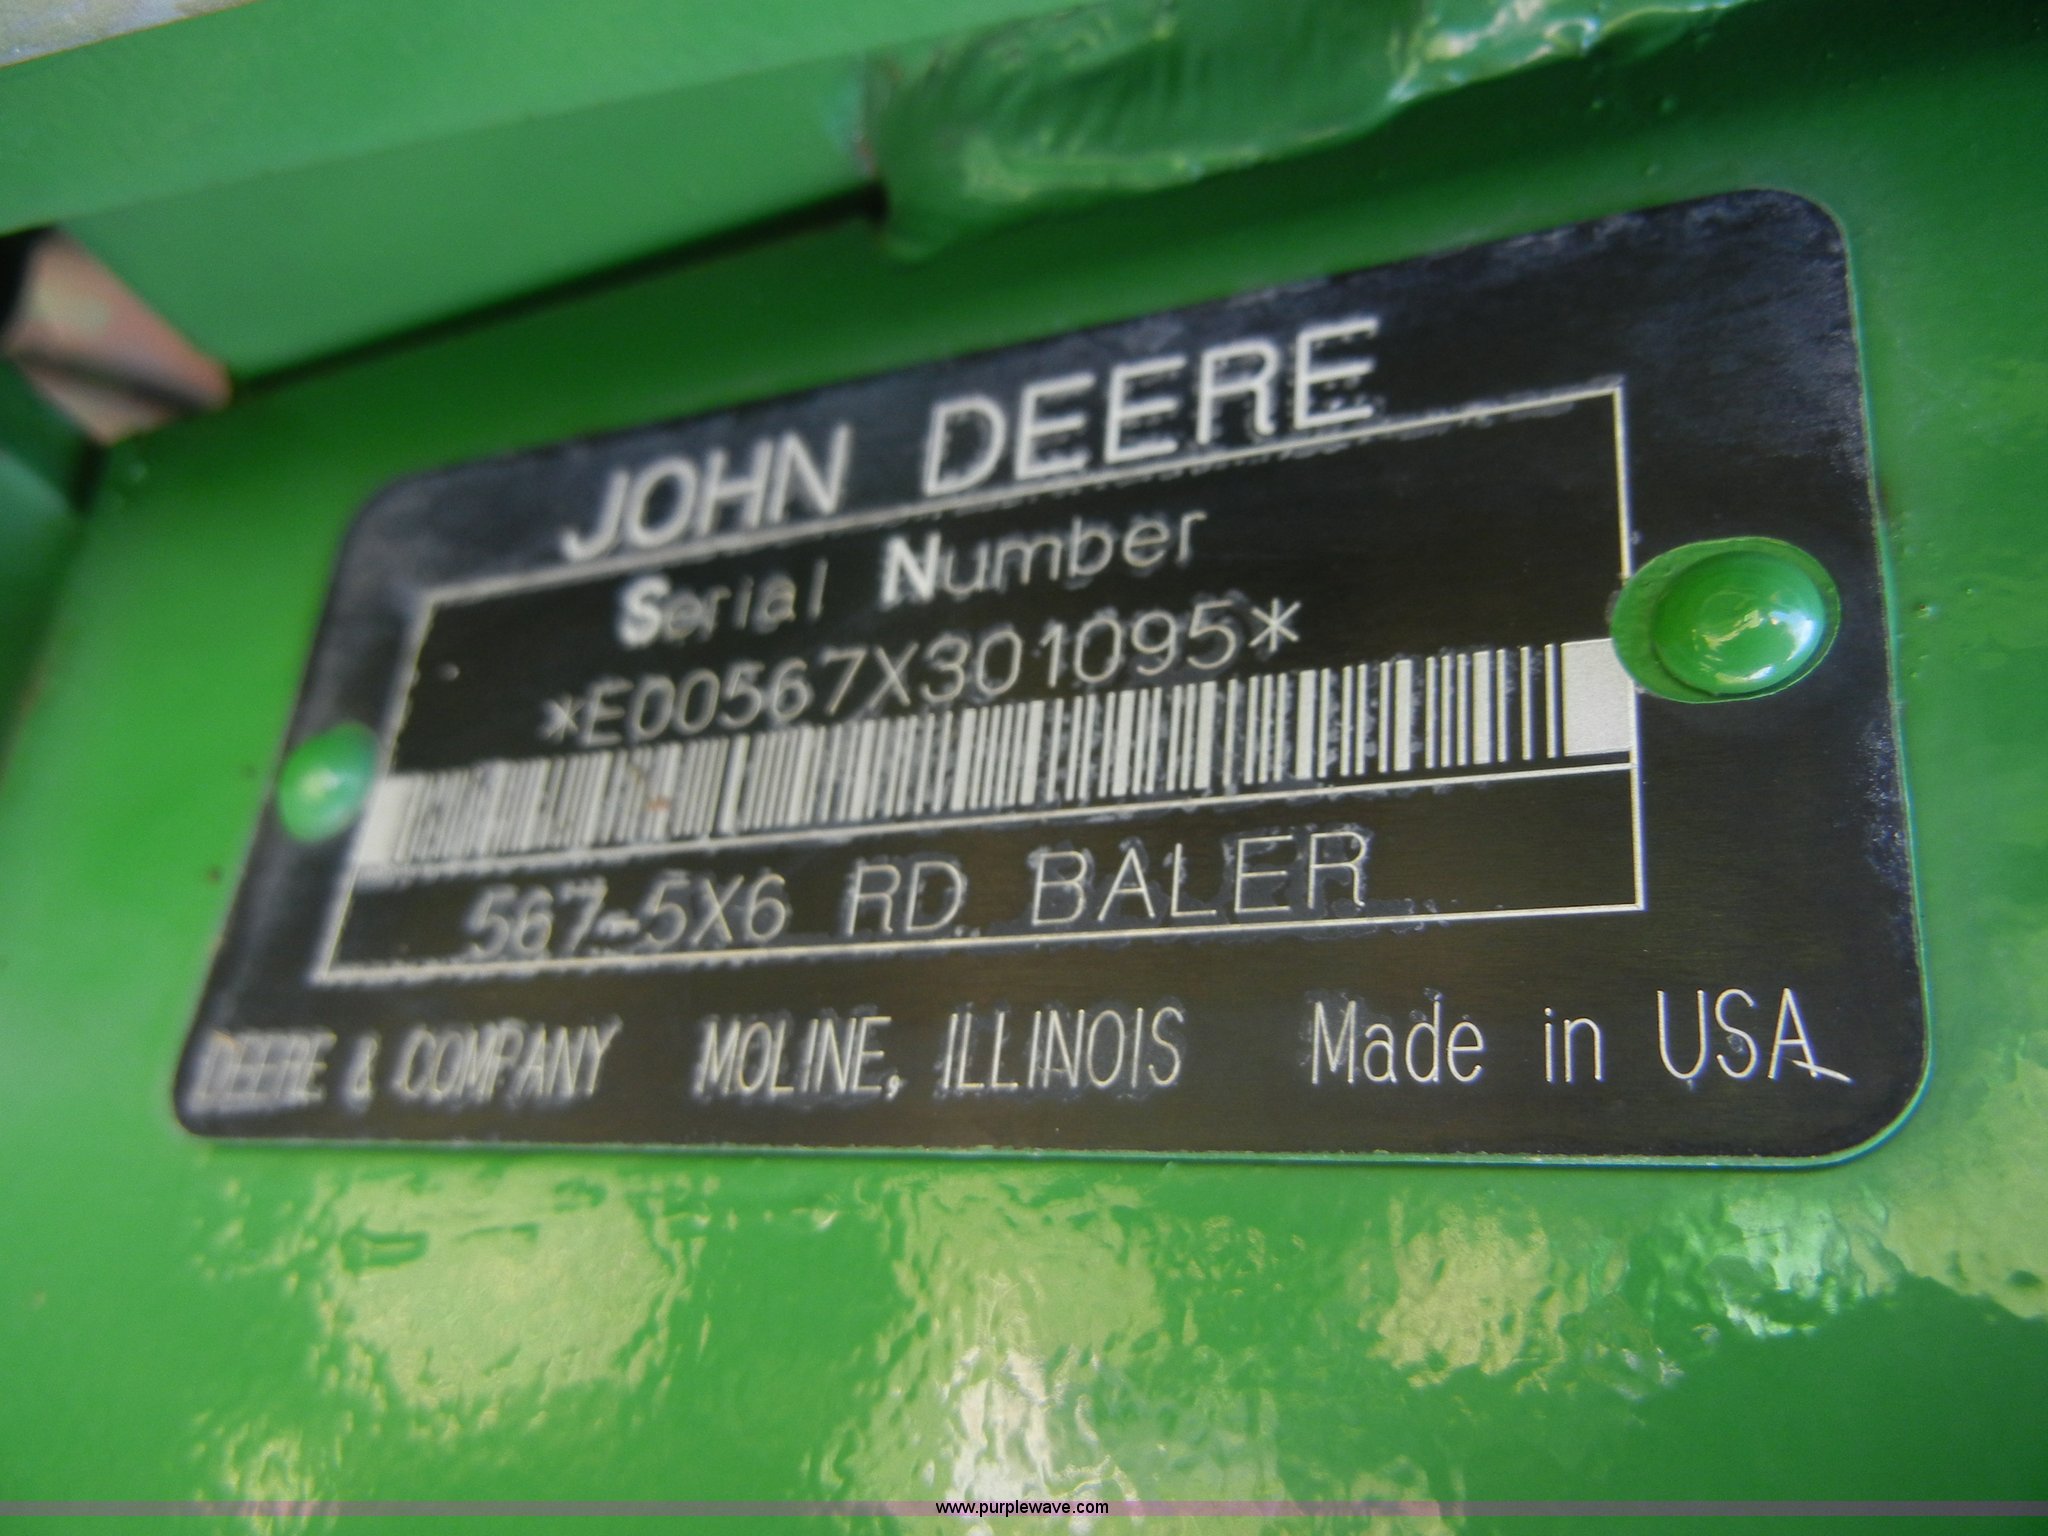 JOHN DEERE
Serial Number
*E00567X301095*
567-5X6 RD BALER
DEERE & COMPANY MOLINE, ILLINOIS Made in USA
www.purplewave.com